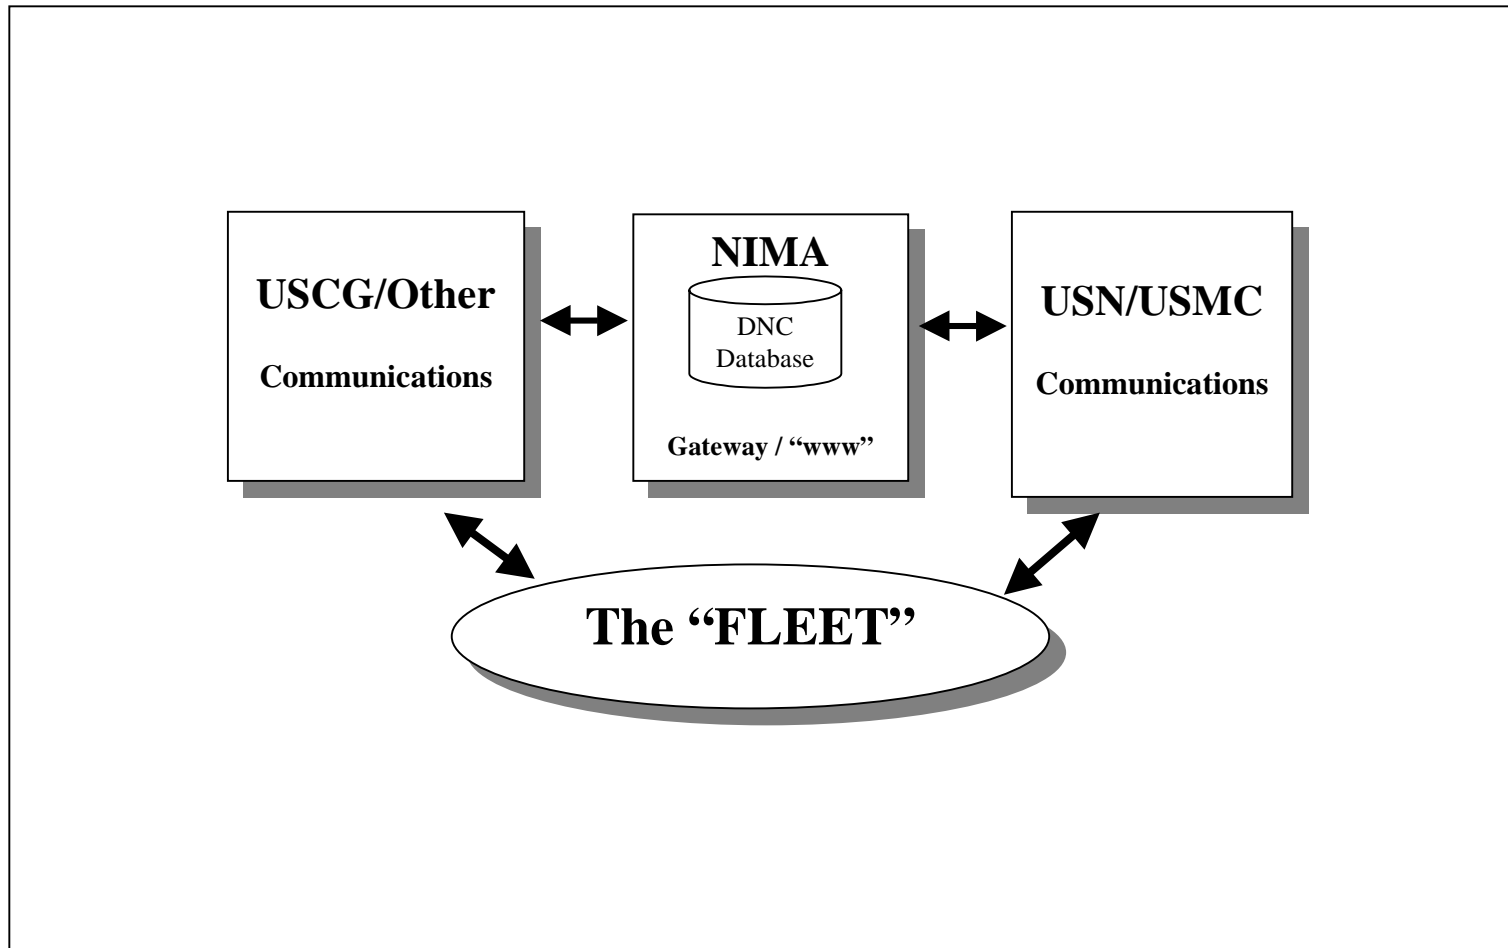 USCG/Other
Communications
NIMA
DNC
Database
Gateway / “www”
USN/USMC
Communications
The “FLEET”